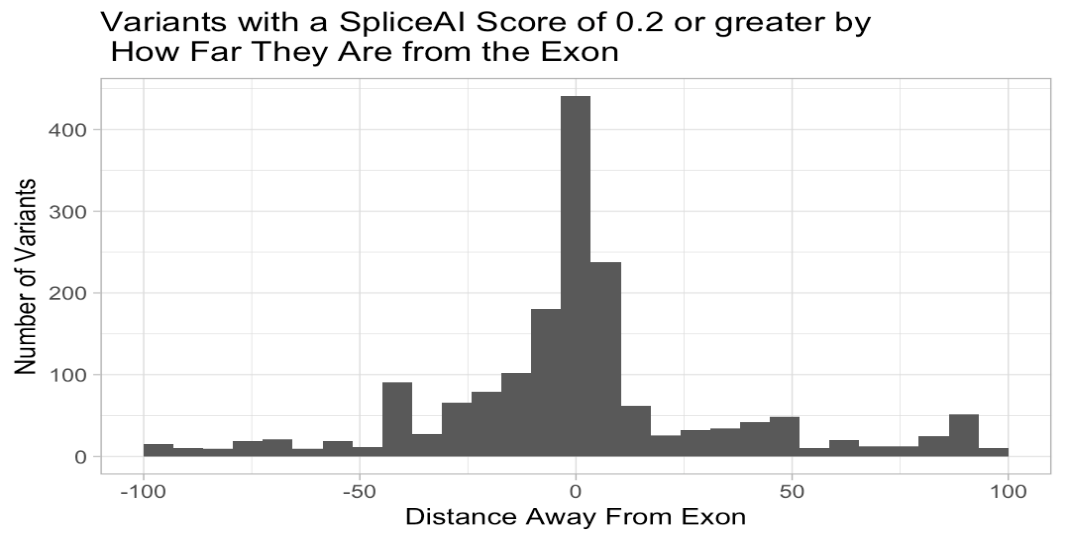 Variants with a SpliceAI Score of 0.2 or greater by
How Far They Are from the Exon
Number of Variants
400
300
200
100
0
-100 -50 0 50 100
Distance Away From Exon